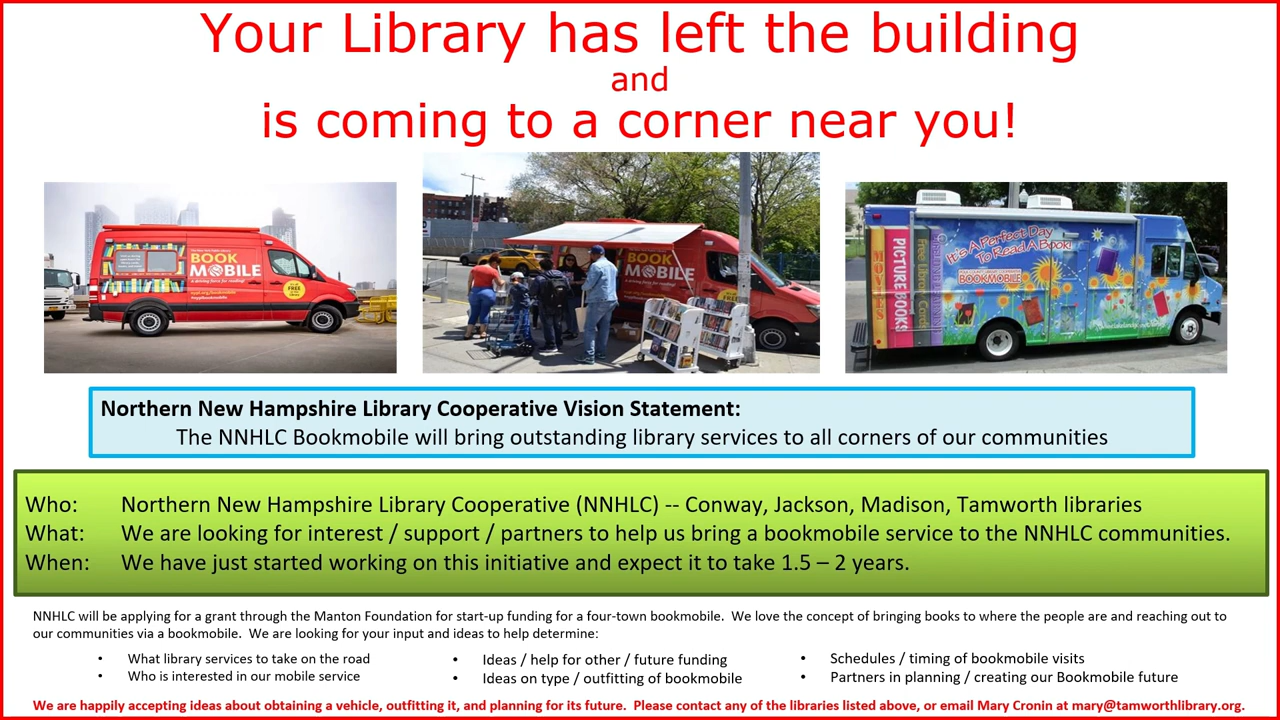 Your Library has left the building
and
is coming to a corner near you!
BOOK
MOBILE
BOOK
MOBILE
It's A Perfect Day
To Read A Book!
BOOKMOBILE
MOVIES
PICTURE BOOKS
Free Library Cards
Northern New Hampshire Library Cooperative Vision Statement:
The NNHLC Bookmobile will bring outstanding library services to all corners of our communities
Who: Northern New Hampshire Library Cooperative (NNHLC) -- Conway, Jackson, Madison, Tamworth libraries
What: We are looking for interest / support / partners to help us bring a bookmobile service to the NNHLC communities.
When: We have just started working on this initiative and expect it to take 1.5 – 2 years.
NNHLC will be applying for a grant through the Manton Foundation for start-up funding for a four-town bookmobile. We love the concept of bringing books to where the people are and reaching out to
our communities via a bookmobile. We are looking for your input and ideas to help determine:
• What library services to take on the road
• Who is interested in our mobile service
• Ideas / help for other / future funding
• Ideas on type / outfitting of bookmobile
• Schedules / timing of bookmobile visits
• Partners in planning / creating our Bookmobile future
We are happily accepting ideas about obtaining a vehicle, outfitting it, and planning for its future. Please contact any of the libraries listed above, or email Mary Cronin at mary@tamworthlibrary.org.